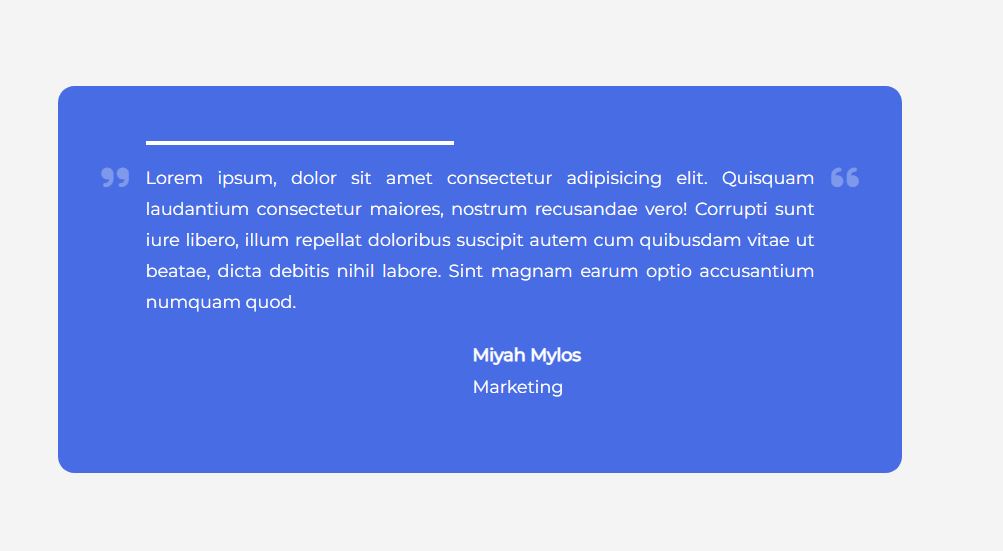 Lorem ipsum, dolor sit amet consectetur adipisicing elit. Quisquam
laudantium consectetur maiores, nostrum recusandae vero! Corrupti sunt
iure libero, illum repellat doloribus suscipit autem cum quibusdam vitae ut
beatae, dicta debitis nihil labore. Sint magnam earum optio accusantium
numquam quod.
Miyah Mylos
Marketing